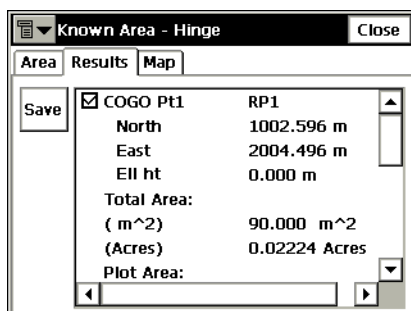 Known Area - Hinge Close
Area Results Map
Save
COGO Pt1 RP1
North 1002.596 m
East 2004.496 m
Ell ht 0.000 m
Total Area:
( m^2) 90.000 m^2
(Acres) 0.02224 Acres
Plot Area: